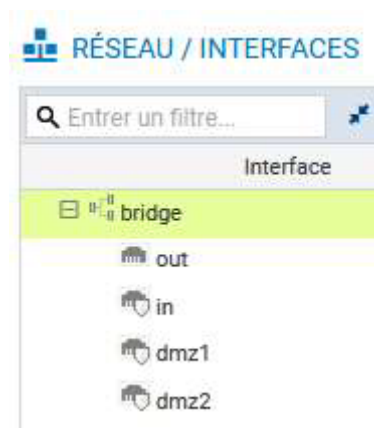 RÉSEAU / INTERFACES
Entrer un filtre...
Interface
bridge
out
in
dmz1
dmz2